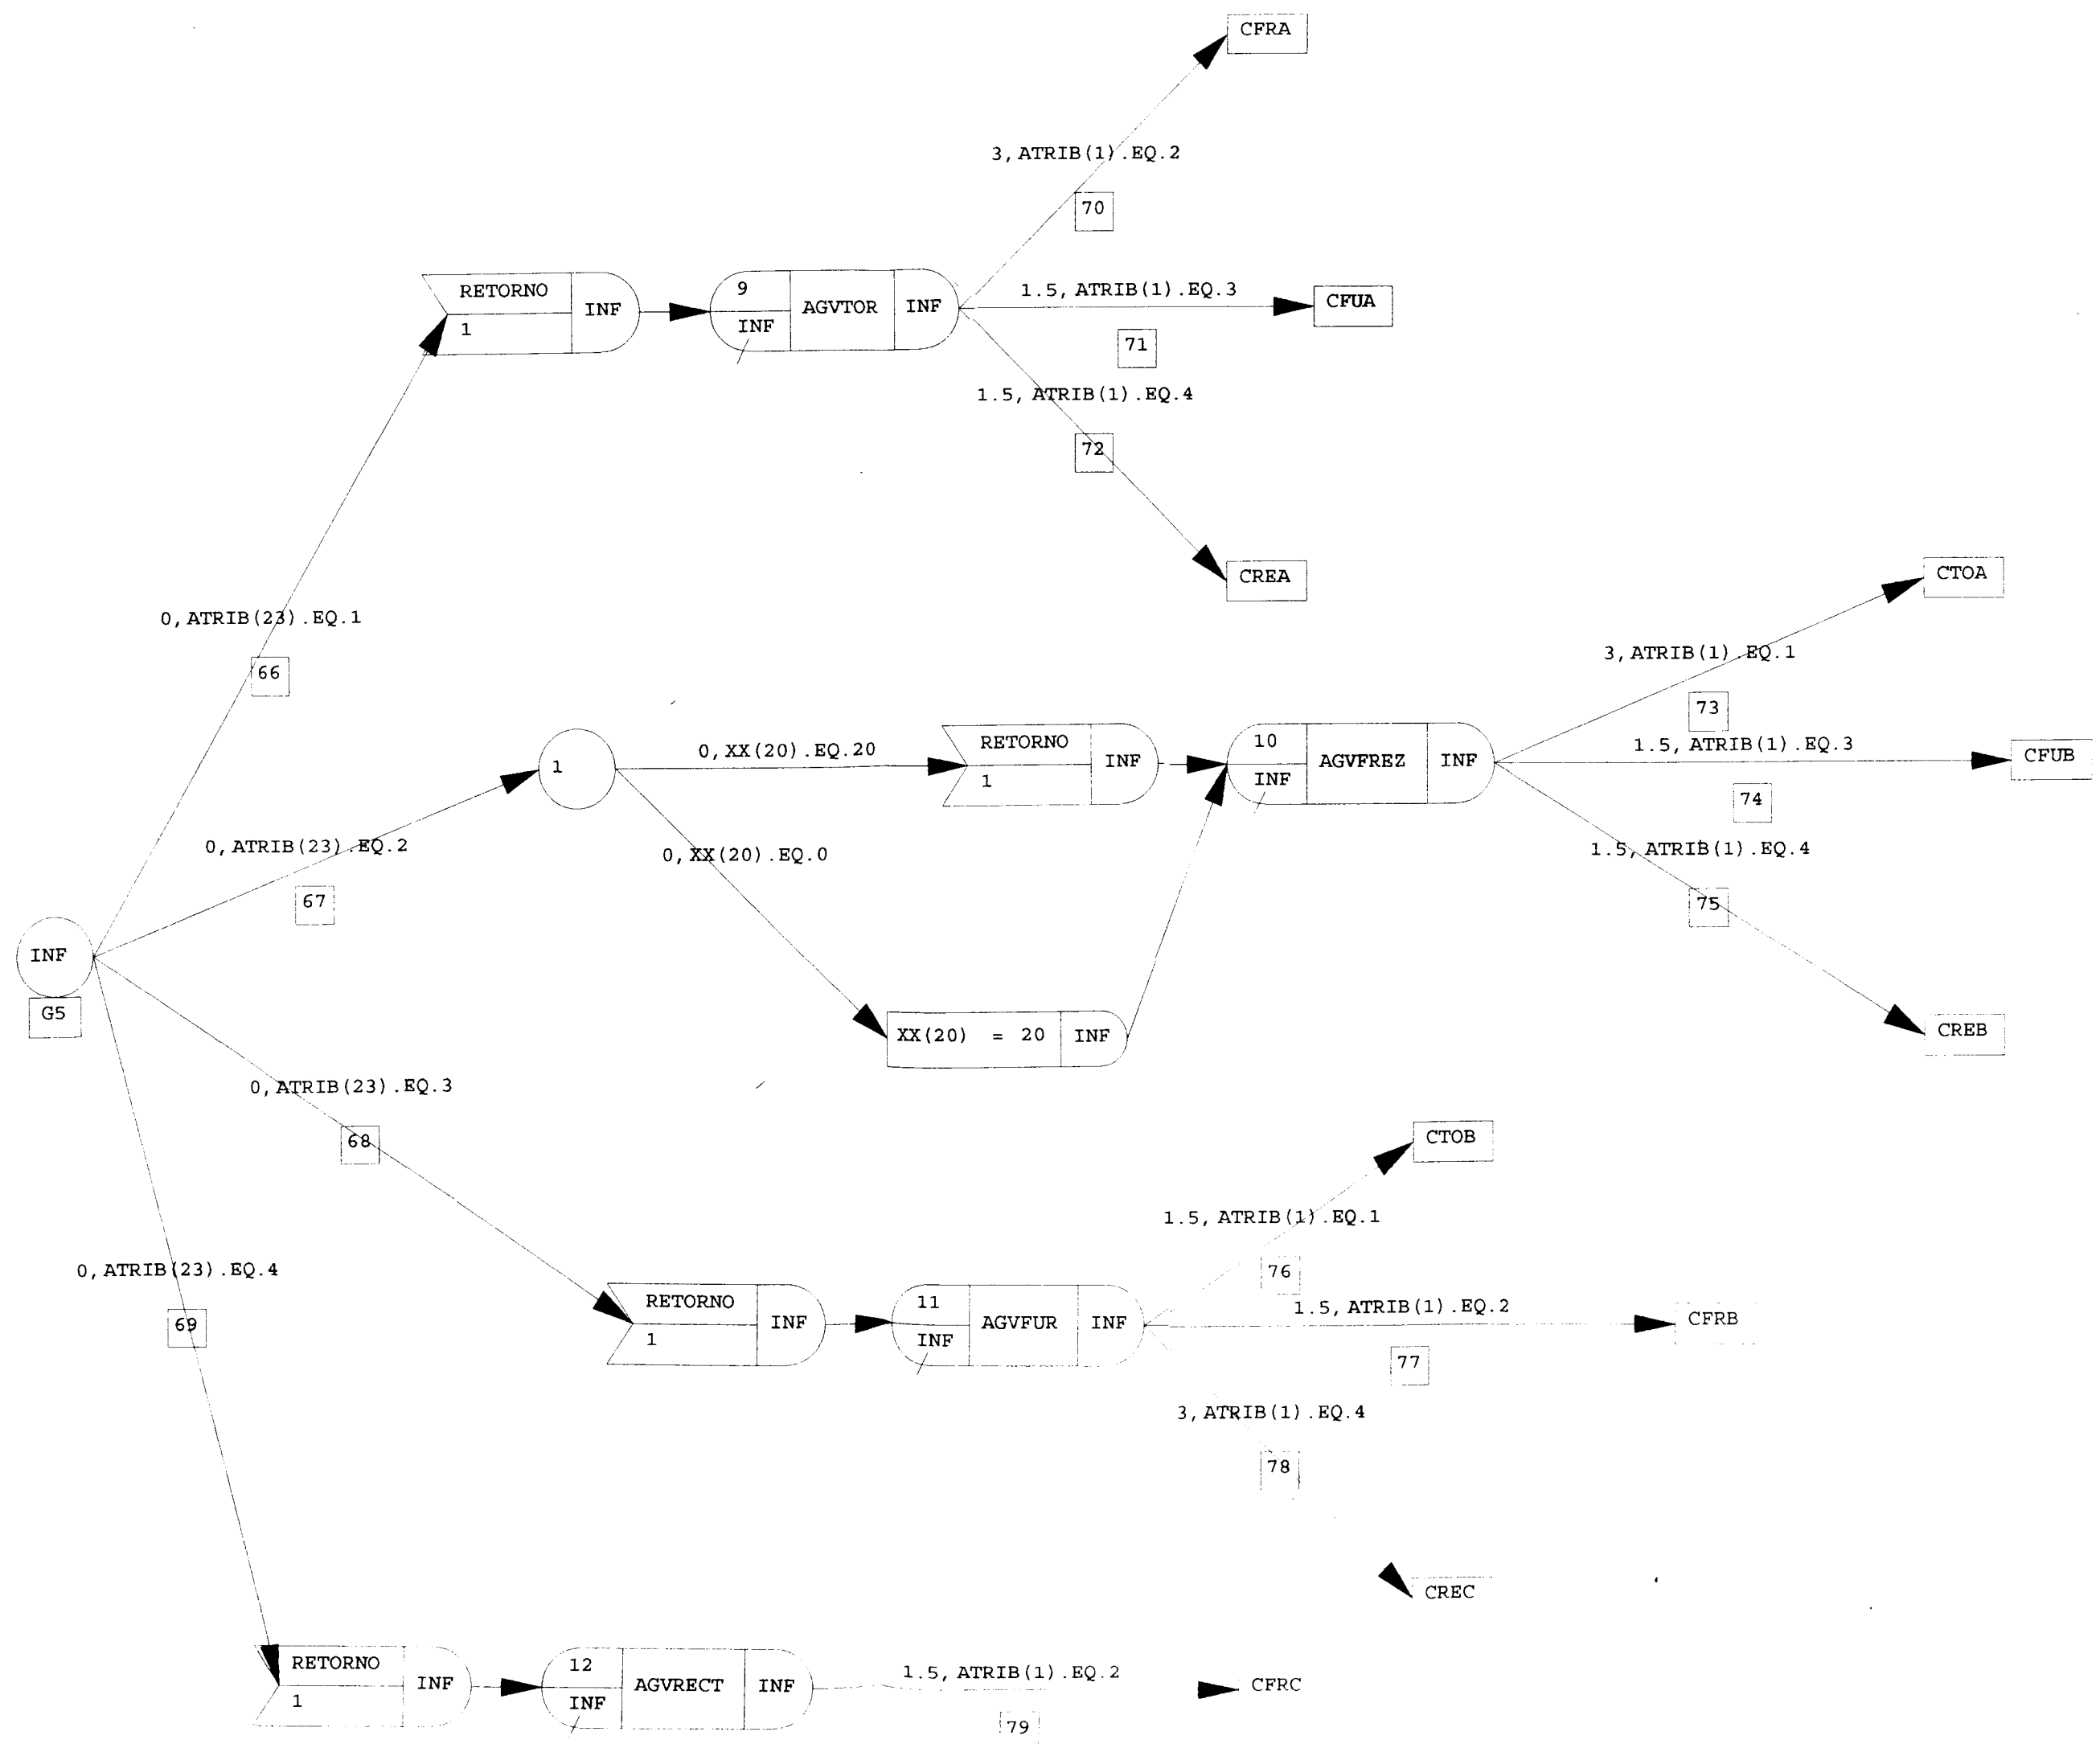 CFRA
3,ATRIB(1).EQ.2
70
RETORNO
1
INF
9
INF
AGVTOR
INF
1.5,ATRIB(1).EQ.3
CFUA
71
1.5,ATRIB(1).EQ.4
72
CREA
0,ATRIB(23).EQ.1
66
CTOA
3,ATRIB(1).EQ.1
73
1
0,XX(20).EQ.20
RETORNO
1
INF
10
INF
AGVFREZ
INF
1.5,ATRIB(1).EQ.3
CFUB
74
0,ATRIB(23).EQ.2
67
0,XX(20).EQ.0
1.5,ATRIB(1).EQ.4
75
INF
G5
XX(20) = 20
INF
CREB
0,ATRIB(23).EQ.3
68
CTOB
1.5,ATRIB(1).EQ.1
76
0,ATRIB(23).EQ.4
69
RETORNO
1
INF
11
INF
AGVFUR
INF
1.5,ATRIB(1).EQ.2
CFRB
77
3,ATRIB(1).EQ.4
78
CREC
RETORNO
1
INF
12
INF
AGVRECT
INF
1.5,ATRIB(1).EQ.2
CFRC
79